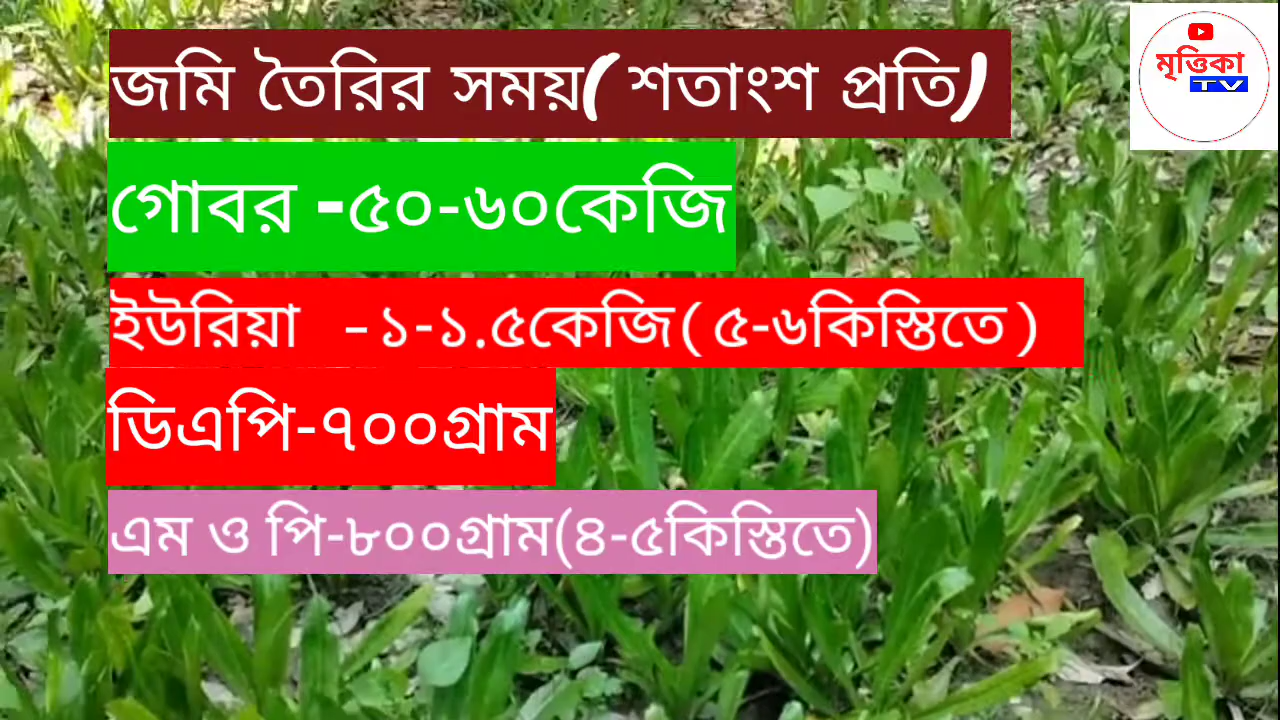 জমি তৈরির সময়( শতাংশ প্রতি)
মৃত্তিকা
TV
গোবর -৫০-৬০কেজি
ইউরিয়া -১-১.৫কেজি( ৫-৬কিস্তিতে )
ডিএপি-৭০০গ্রাম
এম ও পি-৮০০গ্রাম(৪-৫কিস্তিতে)